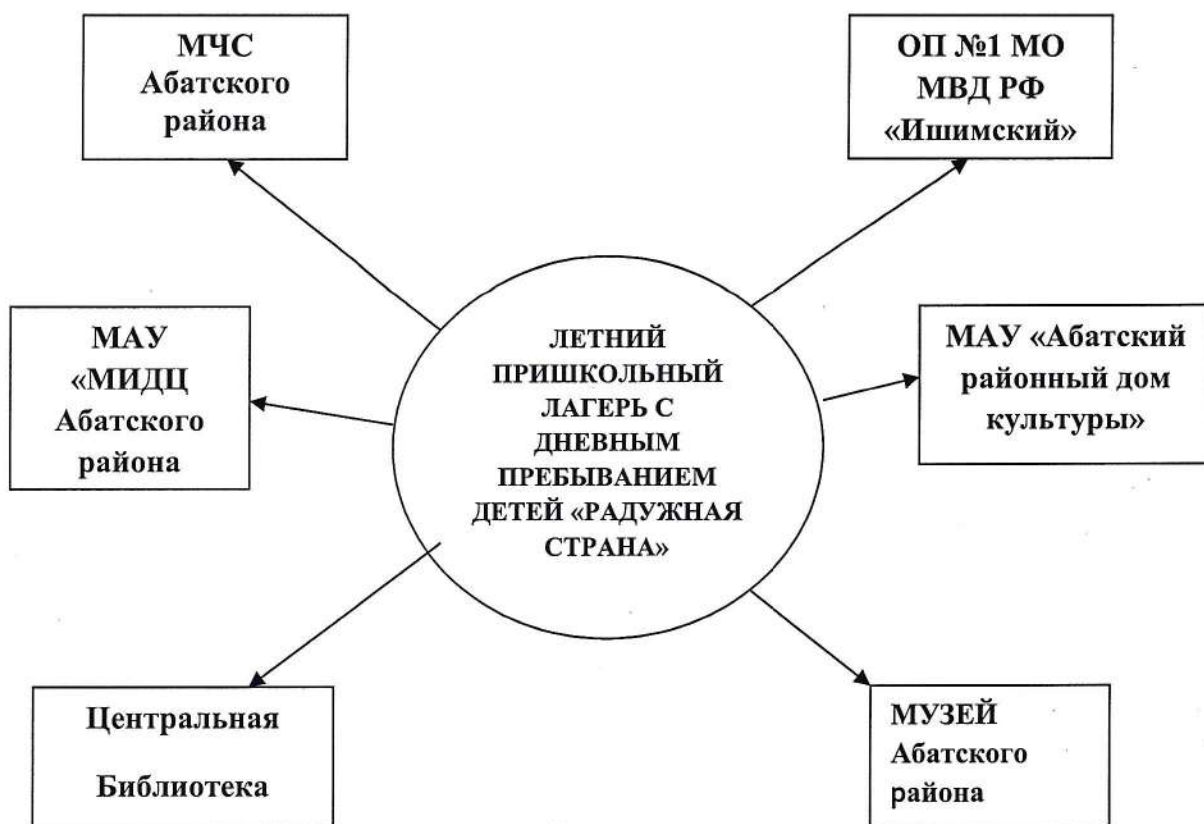 МЧС
Абатского
района
ОП №1 МО
МВД РФ
«Ишимский»
МАУ
«МИДЦ
Абатского
района
ЛЕТНИЙ
ПРИШКОЛЬНЫЙ
ЛАГЕРЬ С
ДНЕВНЫМ
ПРЕБЫВАНИЕМ
ДЕТЕЙ «РАДУЖНАЯ
СТРАНА»
МАУ «Абатский
районный дом
культуры»
Центральная
Библиотека
МУЗЕЙ
Абатского
района